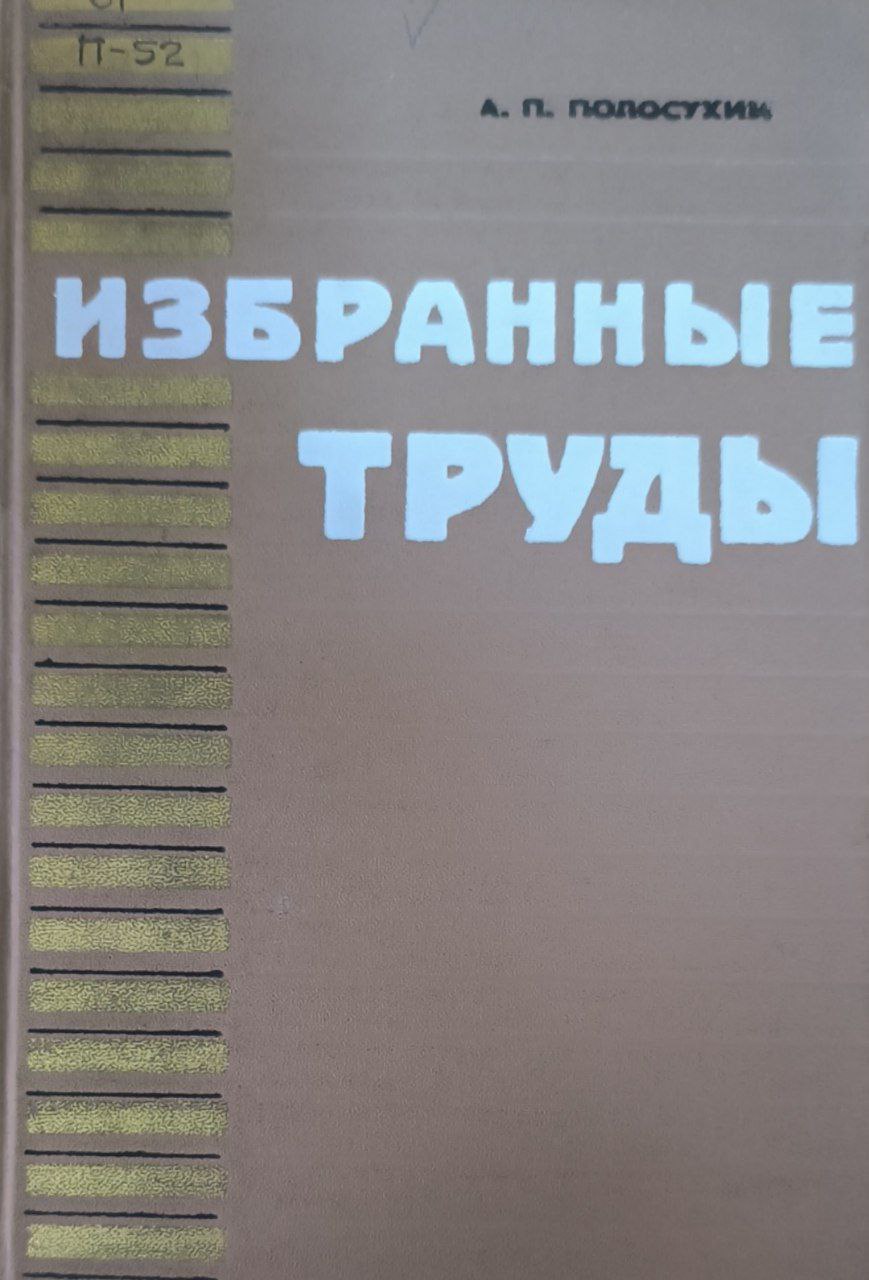 П-52
А. П. ПОЛОСУХИН
ИЗБРАННЫЕ
ТРУДЫ